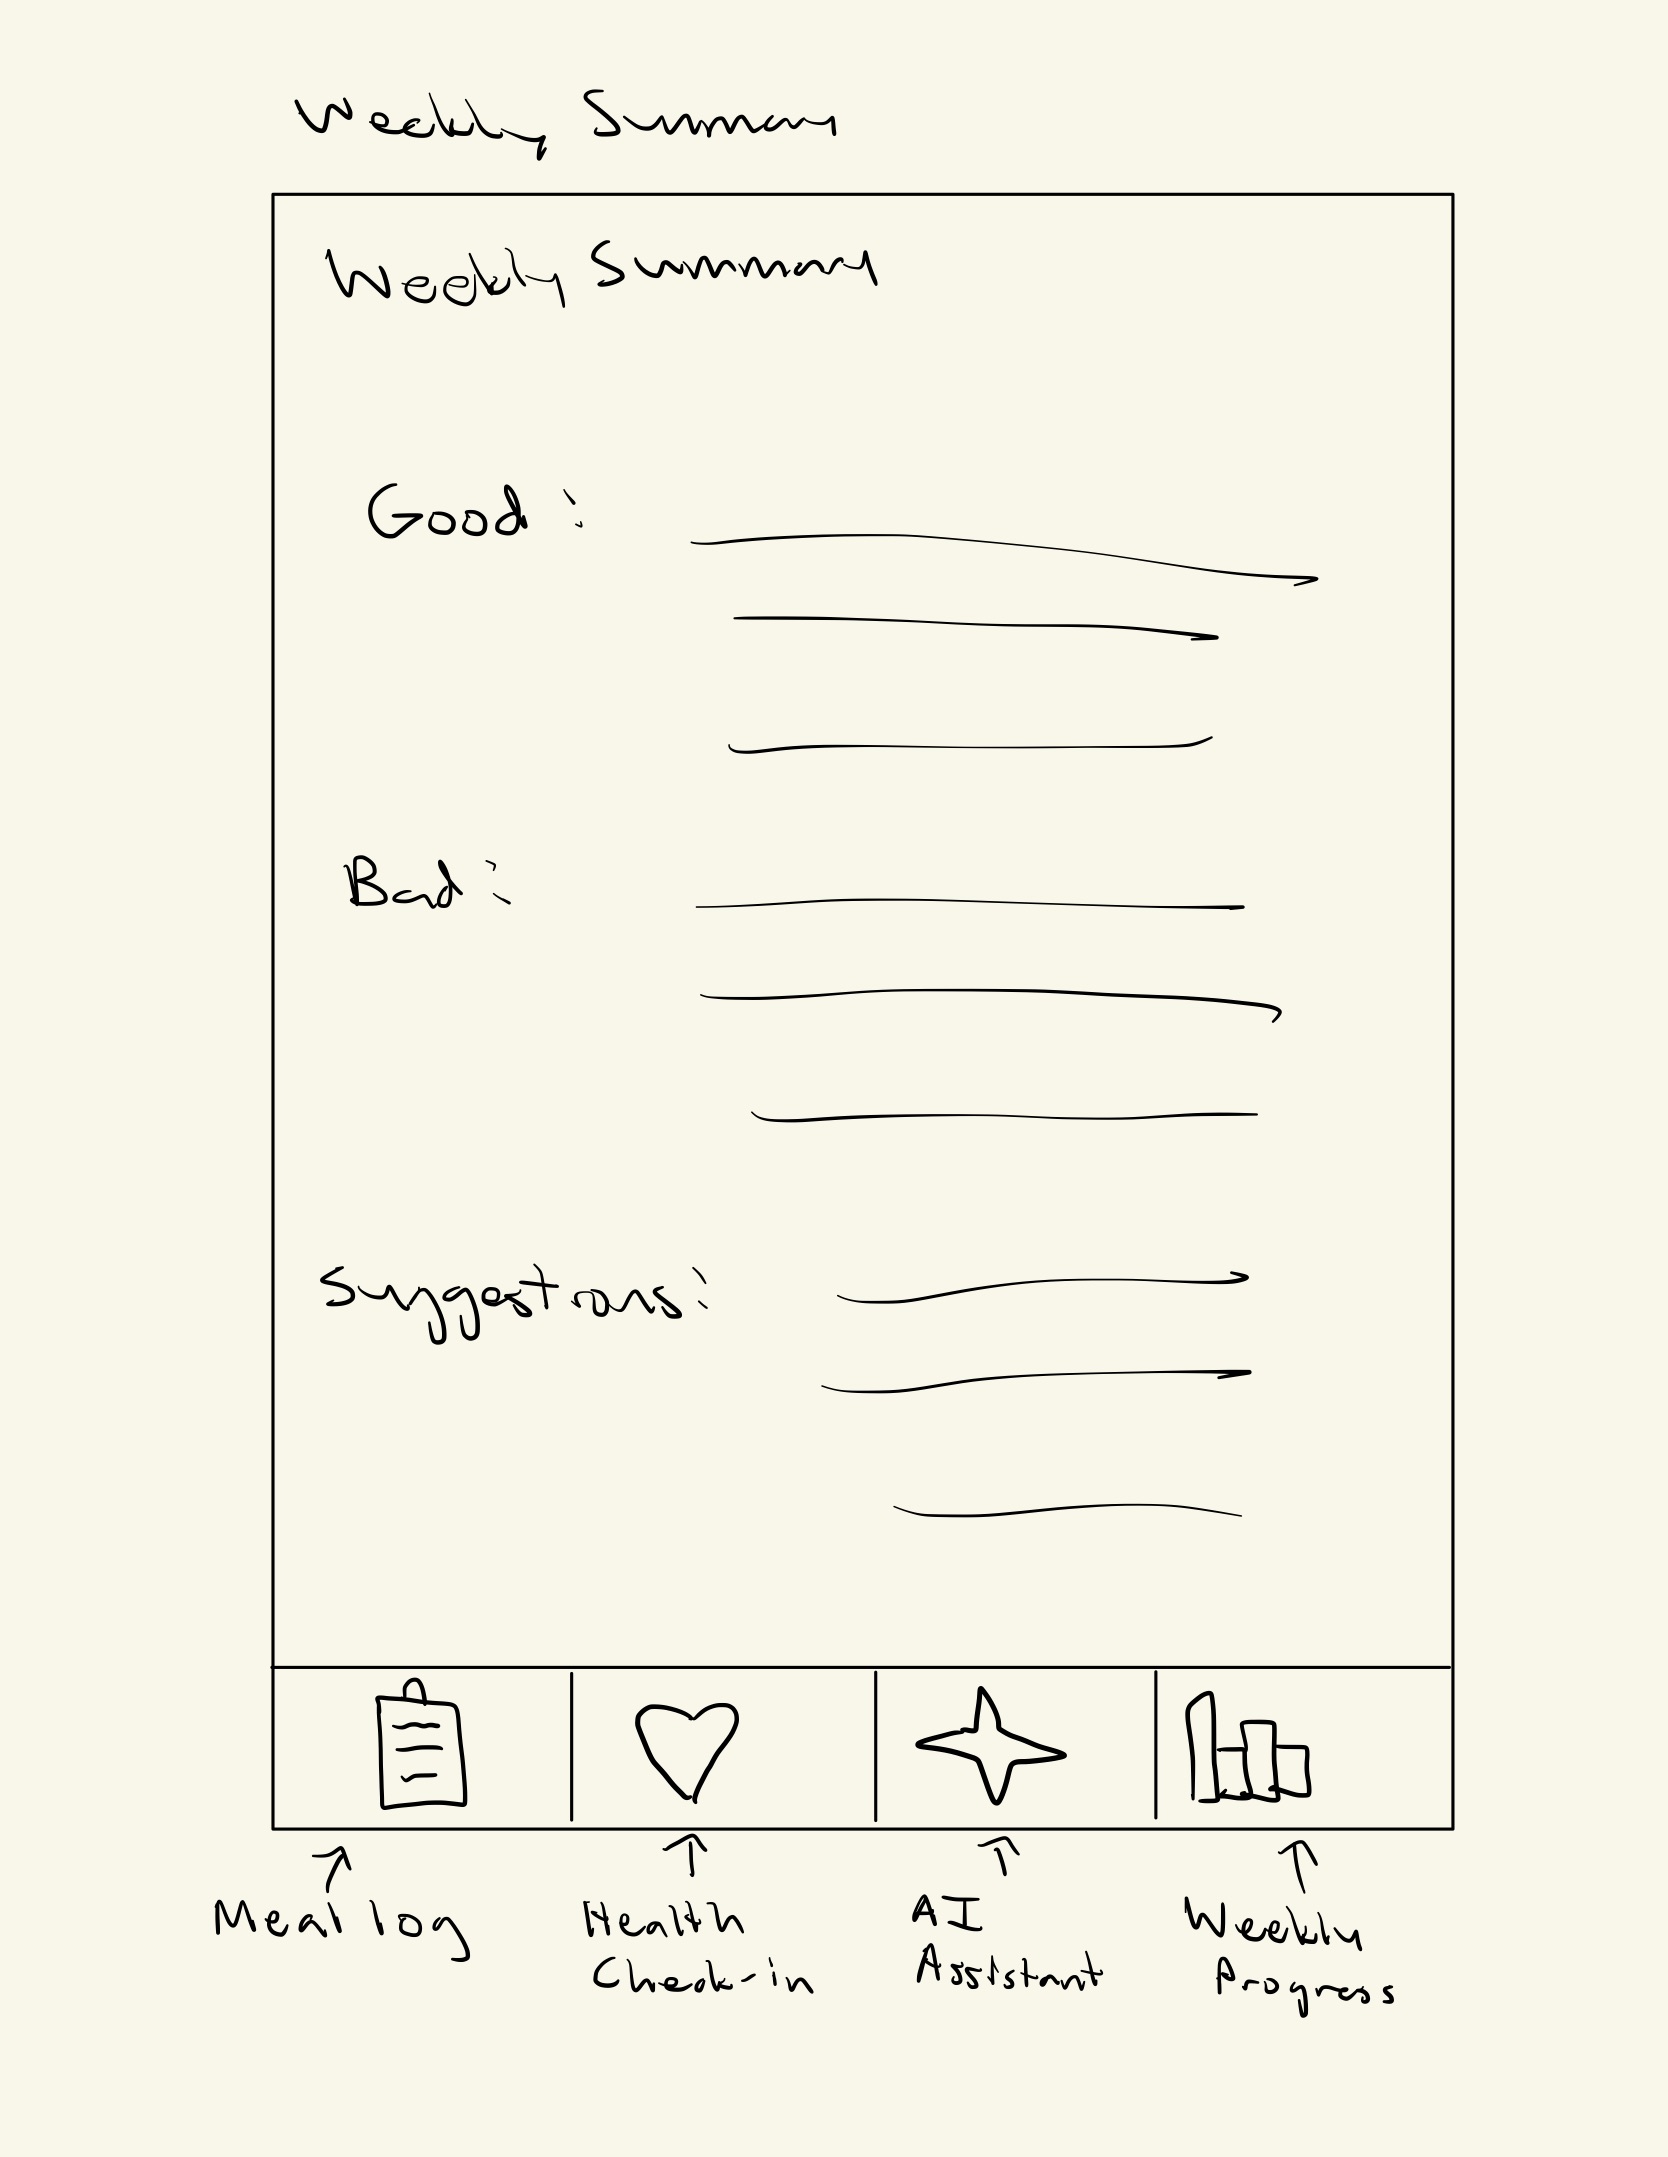 Weekly Summary
Weekly Summary
Good :
Bad :
Suggestions :
Meal log
Health
Check-in
AI
Assistant
Weekly
Progress